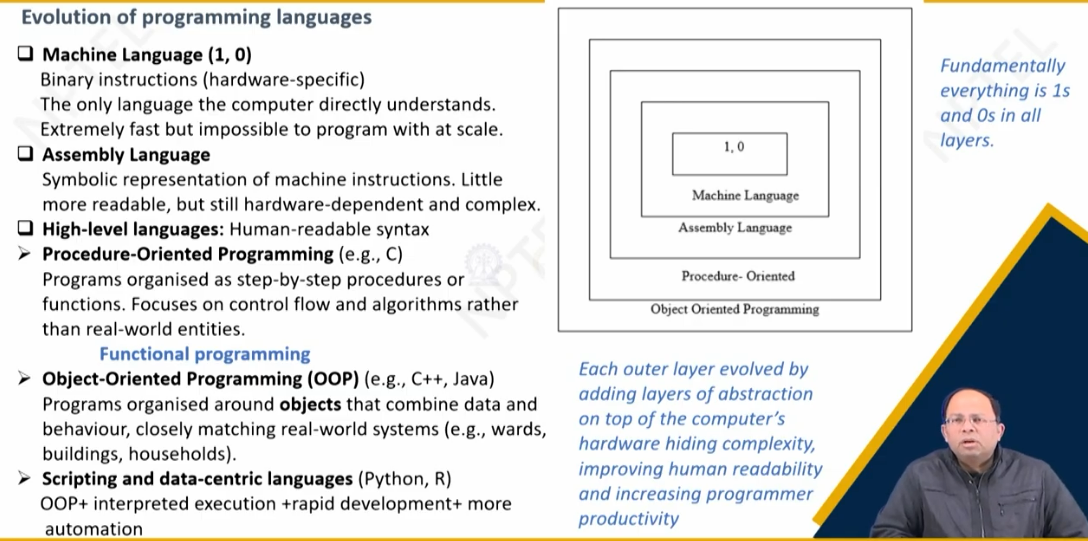 Evolution of programming languages
❑ Machine Language (1, 0)
Binary instructions (hardware-specific)
The only language the computer directly understands.
Extremely fast but impossible to program with at scale.
❑ Assembly Language
Symbolic representation of machine instructions. Little
more readable, but still hardware-dependent and complex.
❑ High-level languages: Human-readable syntax
➤ Procedure-Oriented Programming (e.g., C)
Programs organised as step-by-step procedures or
functions. Focuses on control flow and algorithms rather
than real-world entities.
Functional programming
➤ Object-Oriented Programming (OOP) (e.g., C++, Java)
Programs organised around objects that combine data and
behaviour, closely matching real-world systems (e.g., wards,
buildings, households).
➤ Scripting and data-centric languages (Python, R)
OOP+ interpreted execution +rapid development+ more
automation
1, 0
Machine Language
Assembly Language
Procedure- Oriented
Object Oriented Programming
Fundamentally
everything is 1s
and 0s in all
layers.
Each outer layer evolved by
adding layers of abstraction
on top of the computer's
hardware hiding complexity,
improving human readability
and increasing programmer
productivity
NPTEL
NPTEL
NPTEL